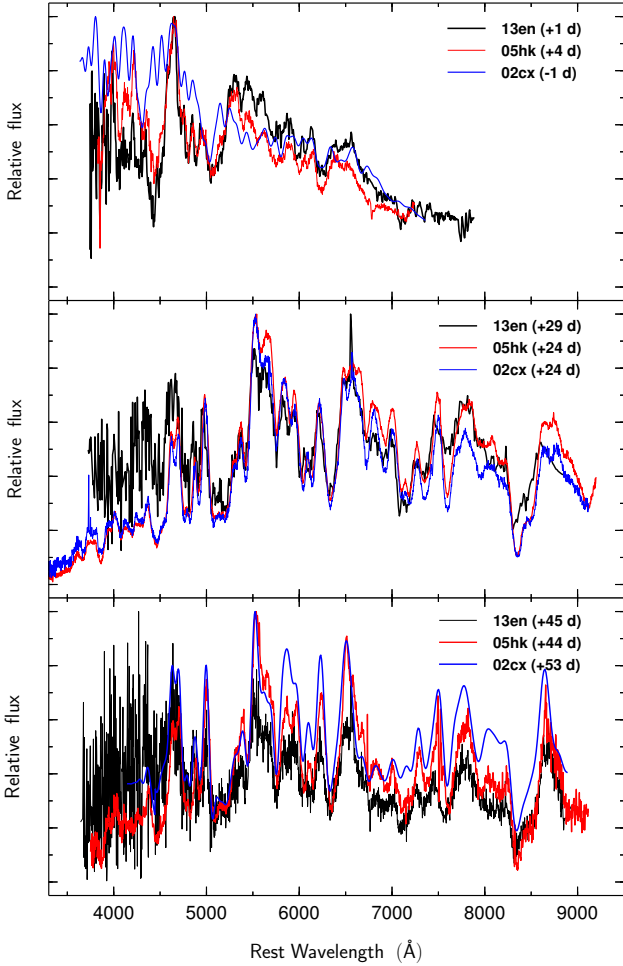 Relative flux
13en (+1 d)
05hk (+4 d)
02cx (-1 d)
Relative flux
13en (+29 d)
05hk (+24 d)
02cx (+24 d)
Relative flux
13en (+45 d)
05hk (+44 d)
02cx (+53 d)
4000 5000 6000 7000 8000 9000
Rest Wavelength (Å)